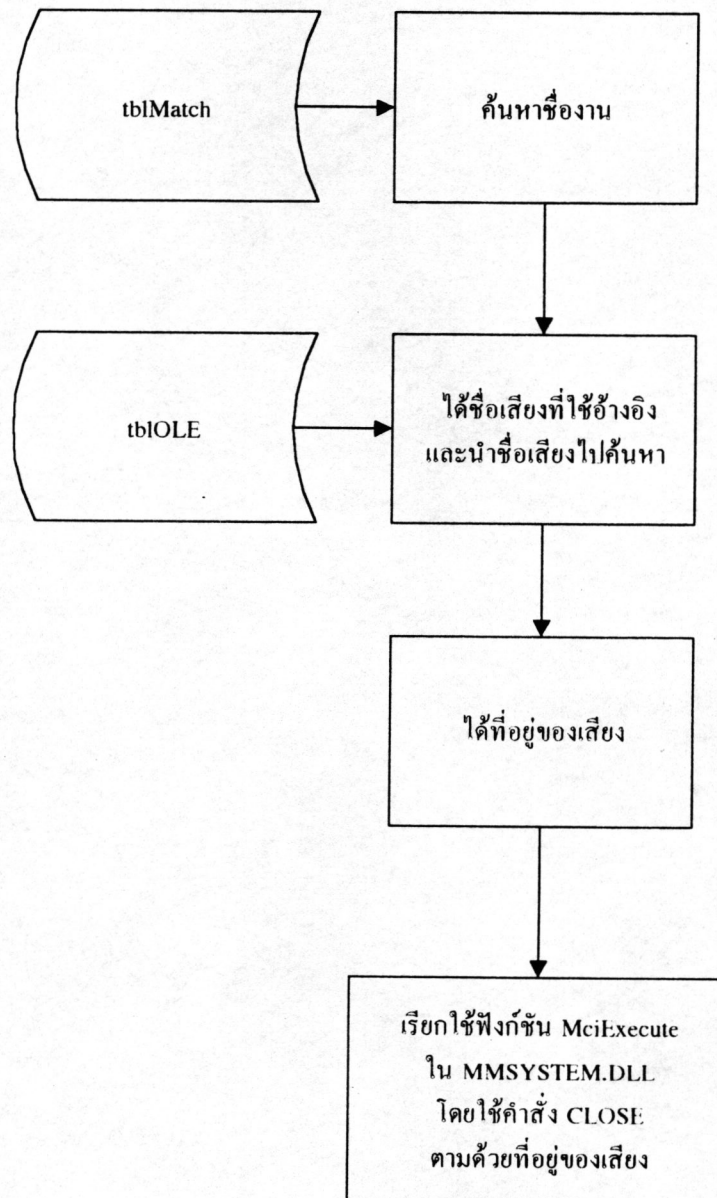 tblMatch
ค้นหาชื่องาน
tblOLE
ได้ชื่อเสียงที่ใช้อ้างอิง
และนำชื่อเสียงไปค้นหา
ได้ที่อยู่ของเสียง
เรียกใช้ฟังก์ชัน MciExecute
ใน MMSYSTEM.DLL
โดยใช้คำสั่ง CLOSE
ตามด้วยที่อยู่ของเสียง